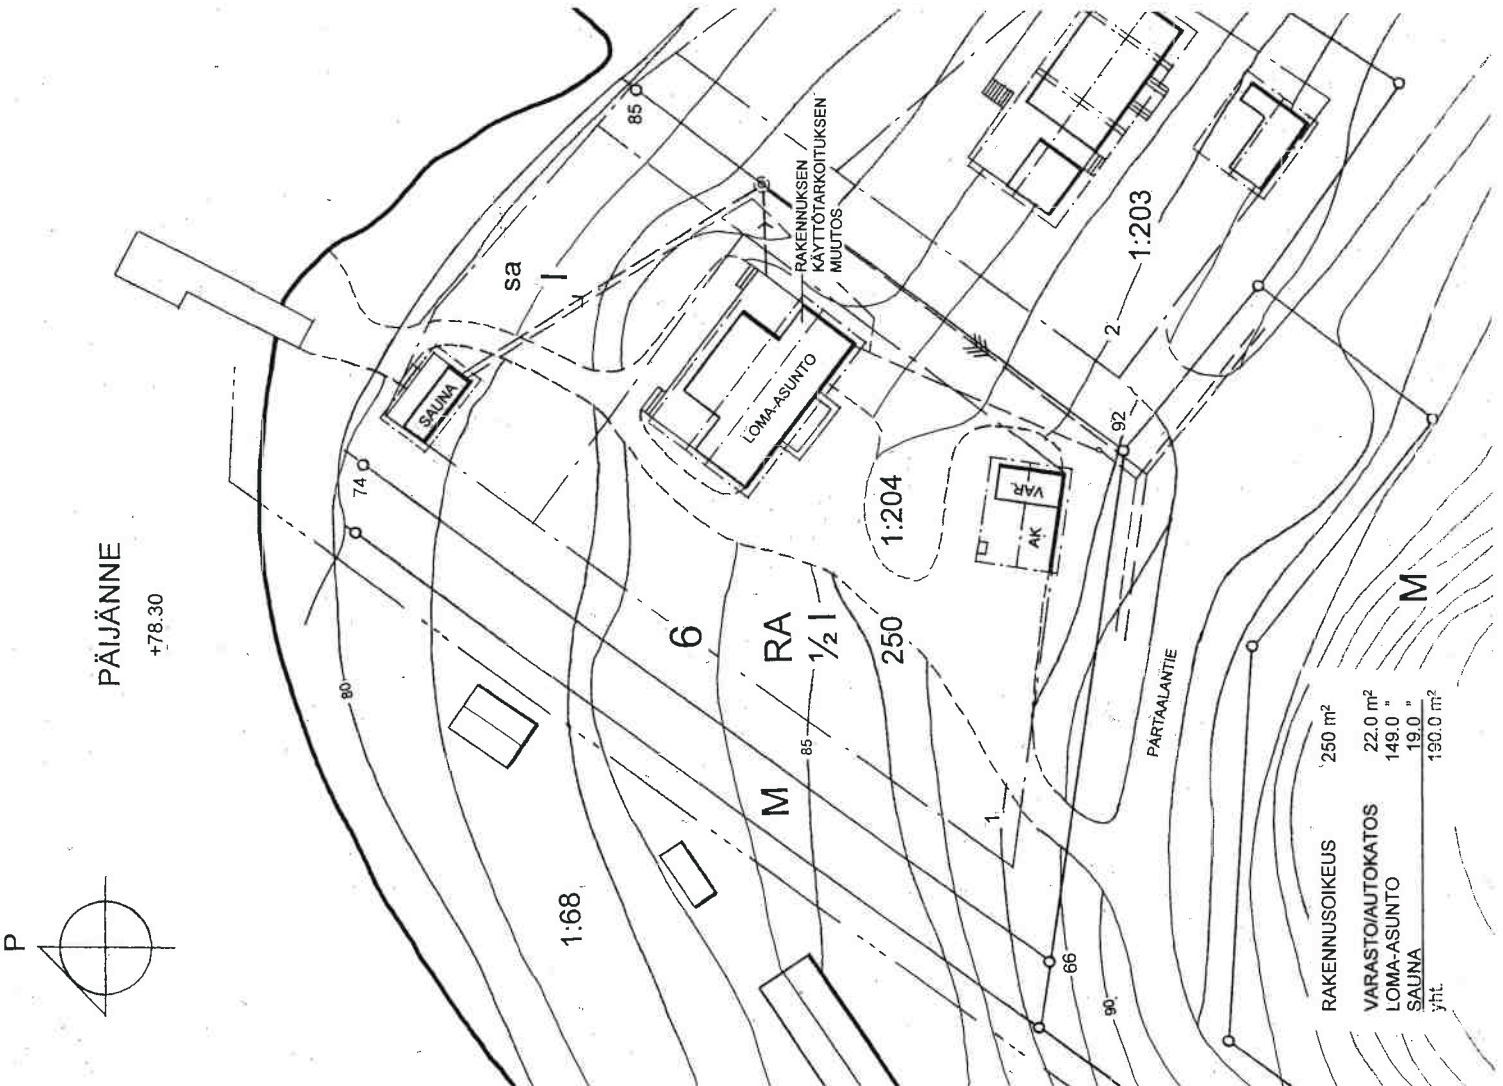 P
PÄIJÄNNE
+78.30
85
sa
I
SAUNA
74
RAKENNUKSEN
KÄYTTÖTARKOITUKSEN
MUUTOS
LOMA-ASUNTO
1:203
2
92
1:204
VAR.
AK
6
RA
½ I
250
80
85
M
M
1
1:68
66
90
PARTAALANTIE
RAKENNUSOIKEUS 250 m²
VARASTO/AUTOKATOS 22.0 m²
LOMA-ASUNTO 149.0 "
SAUNA 19.0 "
yht. 190.0 m²